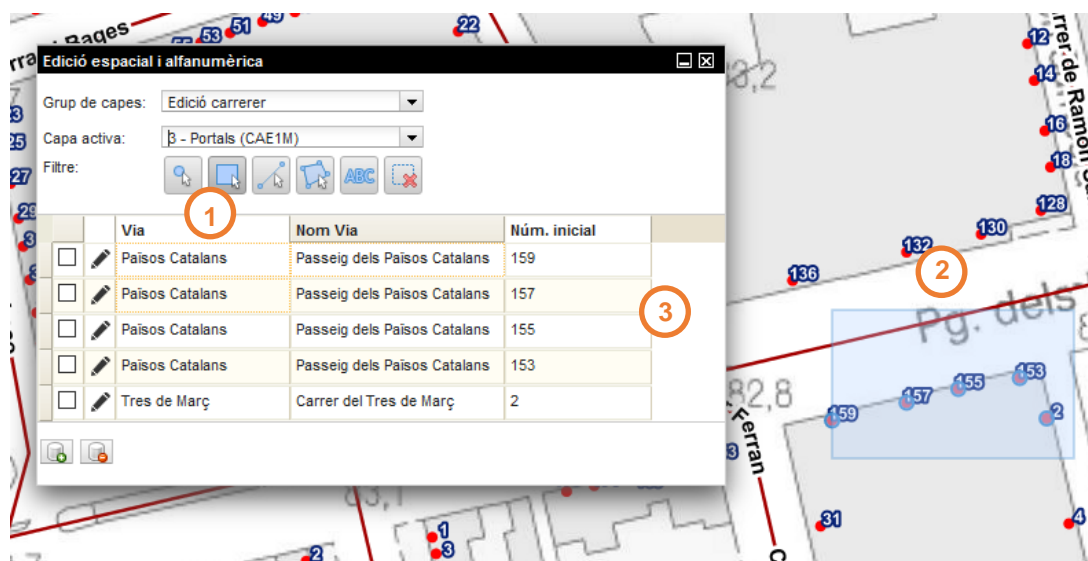 51
49
53
22
12
14
16
18
128
130
132
136
Carrer de Ramon
Edició espacial i alfanumèrica
Grup de capes:
Edició carrerer
Capa activa:
3 - Portals (CAE1M)
Filtre:
ABC
1
Via
Nom Via
Núm. inicial
Països Catalans
Passeig dels Països Catalans
159
Països Catalans
Passeig dels Països Catalans
157
Països Catalans
Passeig dels Països Catalans
155
Països Catalans
Passeig dels Països Catalans
153
Tres de Març
Carrer del Tres de Març
2
3
2
Pg. dels
153
155
157
159
2
82,8
Ferran
27
31
4
1
3
2